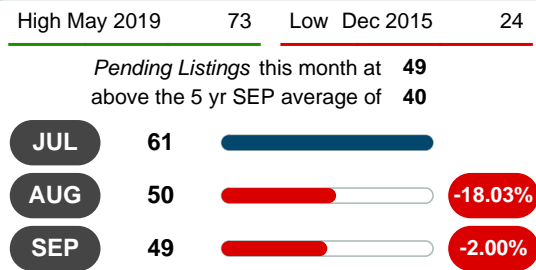 High May 2019 73 Low Dec 2015 24
Pending Listings this month at 49
above the 5 yr SEP average of 40
JUL 61
AUG 50 -18.03%
SEP 49 -2.00%